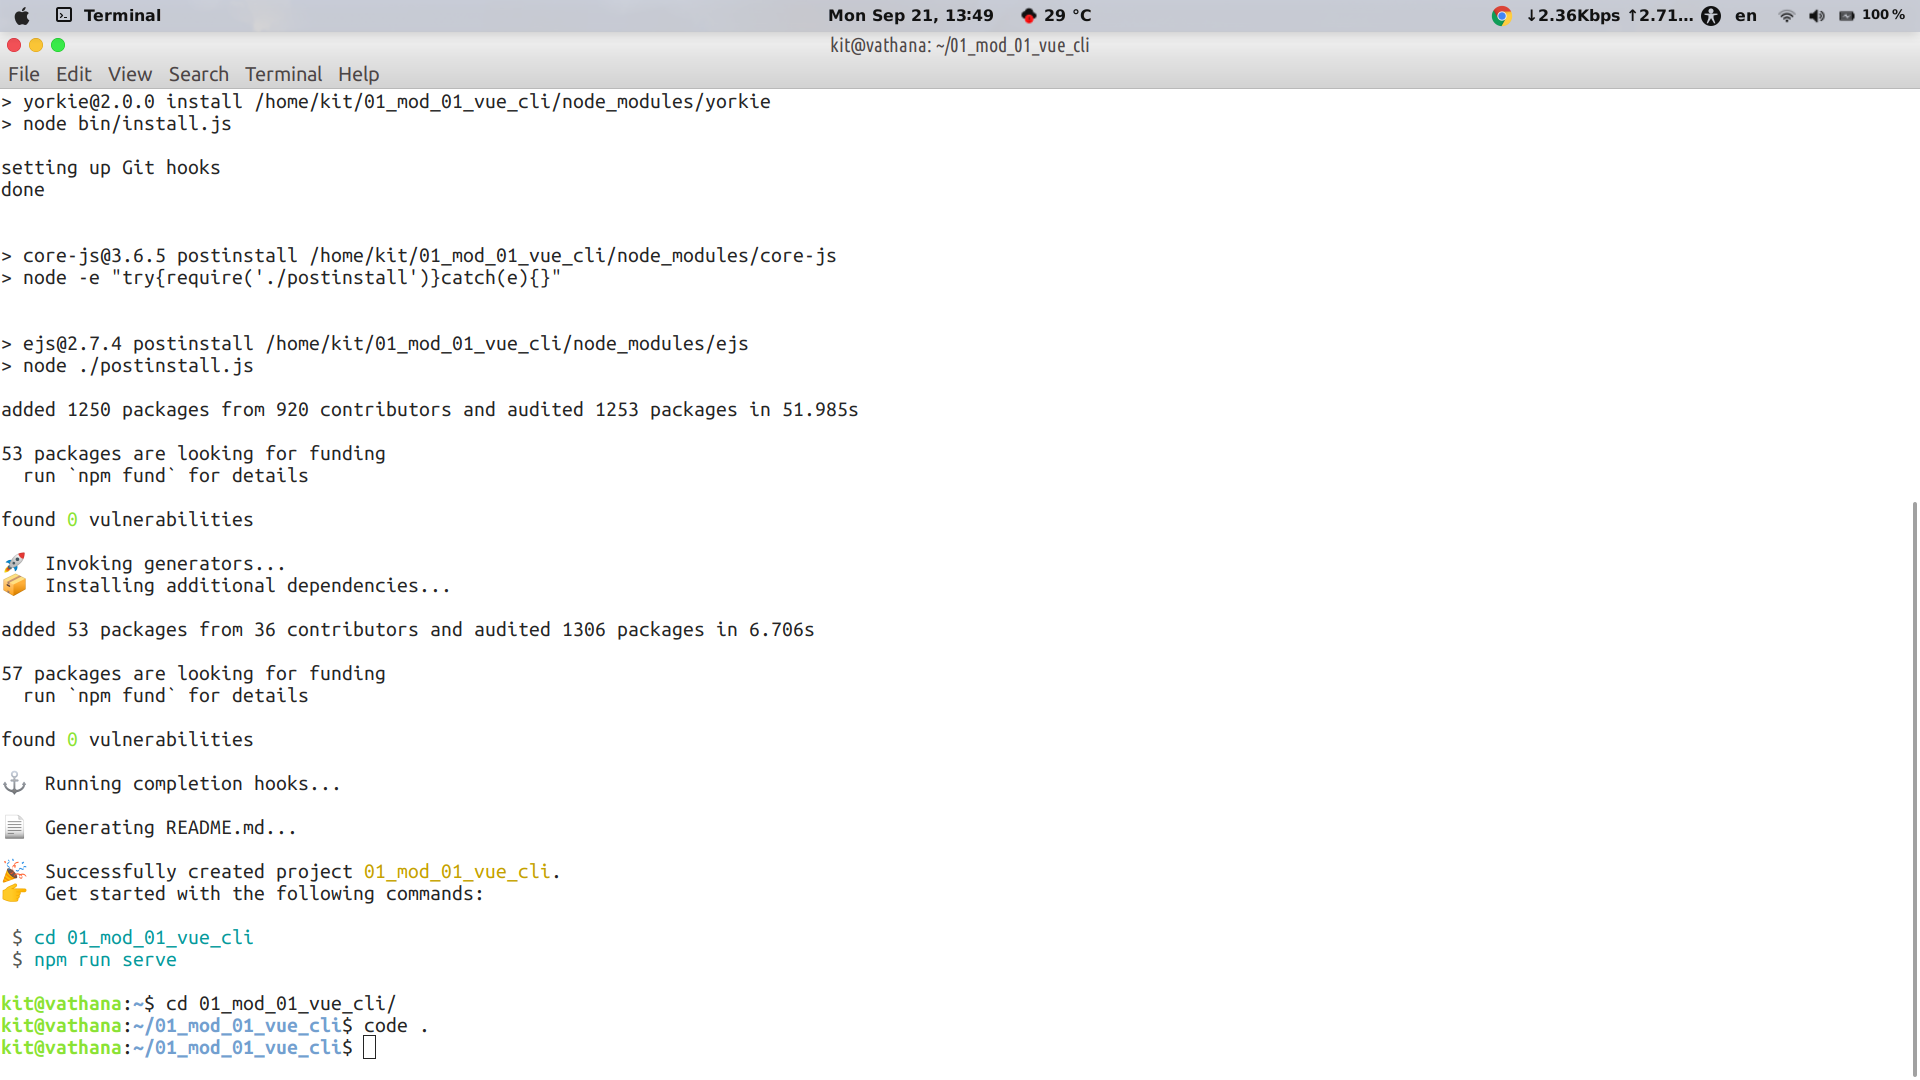 Terminal
Mon Sep 21, 13:49 29 °C
↓2.36Kbps ↑2.71... en 100 %
kit@vathana: ~/01_mod_01_vue_cli
File Edit View Search Terminal Help
> yorkie@2.0.0 install /home/kit/01_mod_01_vue_cli/node_modules/yorkie
> node bin/install.js
setting up Git hooks
done
> core-js@3.6.5 postinstall /home/kit/01_mod_01_vue_cli/node_modules/core-js
> node -e "try{require('./postinstall')}catch(e){}"
> ejs@2.7.4 postinstall /home/kit/01_mod_01_vue_cli/node_modules/ejs
> node ./postinstall.js
added 1250 packages from 920 contributors and audited 1253 packages in 51.985s
53 packages are looking for funding
  run `npm fund` for details
found 0 vulnerabilities
🚀  Invoking generators...
📦  Installing additional dependencies...
added 53 packages from 36 contributors and audited 1306 packages in 6.706s
57 packages are looking for funding
  run `npm fund` for details
found 0 vulnerabilities
⚓  Running completion hooks...
📄  Generating README.md...
🎉  Successfully created project 01_mod_01_vue_cli.
👉  Get started with the following commands:
 $ cd 01_mod_01_vue_cli
 $ npm run serve
kit@vathana:~$ cd 01_mod_01_vue_cli/
kit@vathana:~/01_mod_01_vue_cli$ code .
kit@vathana:~/01_mod_01_vue_cli$